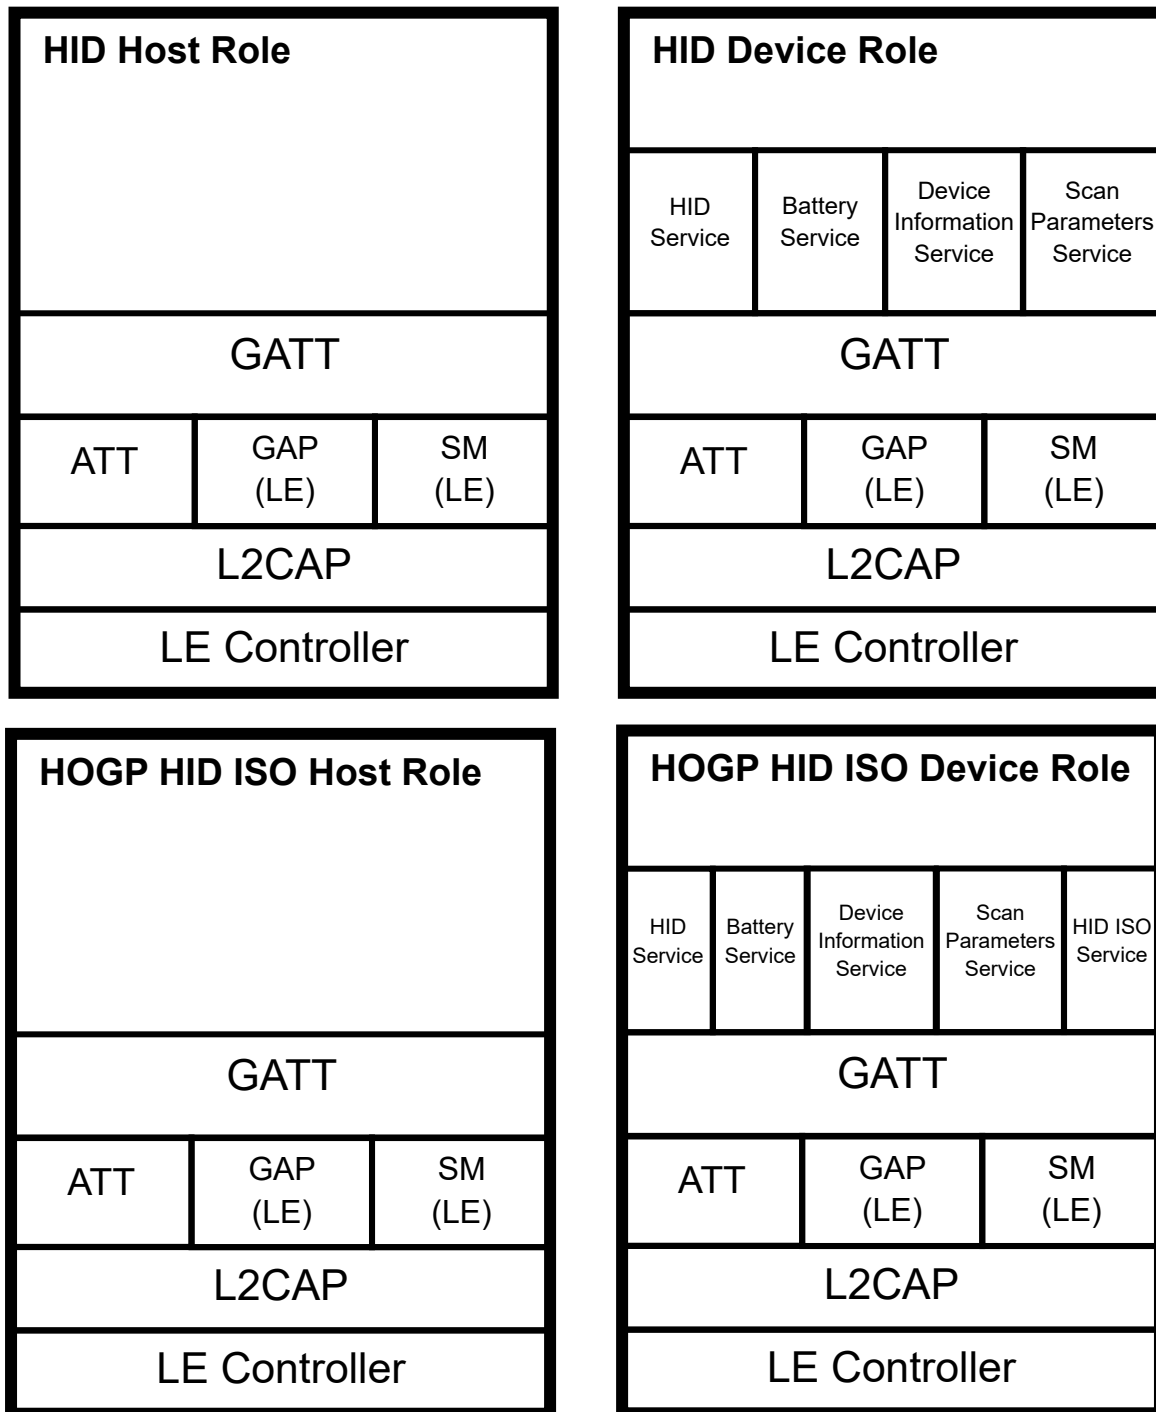 HID Host Role
GATT
ATT
GAP
(LE)
SM
(LE)
L2CAP
LE Controller
HID Device Role
HID
Service
Battery
Service
Device
Information
Service
Scan
Parameters
Service
GATT
ATT
GAP
(LE)
SM
(LE)
L2CAP
LE Controller
HOGP HID ISO Host Role
GATT
ATT
GAP
(LE)
SM
(LE)
L2CAP
LE Controller
HOGP HID ISO Device Role
HID
Service
Battery
Service
Device
Information
Service
Scan
Parameters
Service
HID ISO
Service
GATT
ATT
GAP
(LE)
SM
(LE)
L2CAP
LE Controller